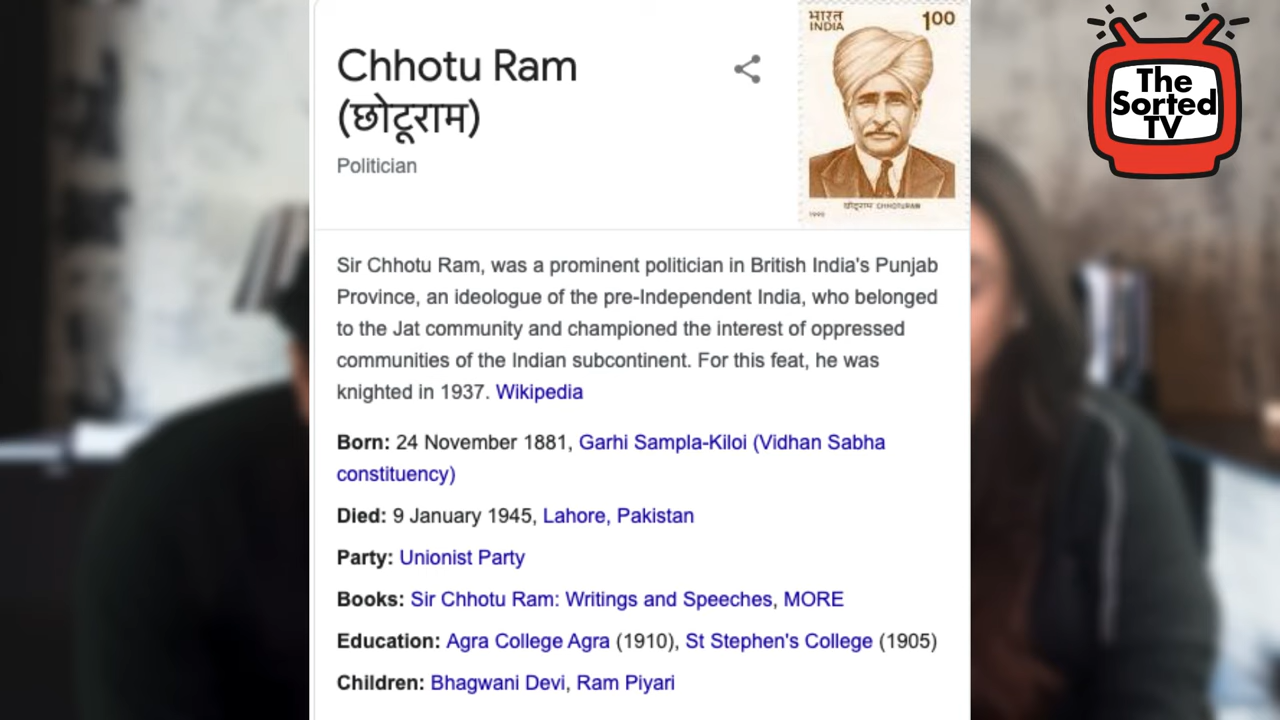 Chhotu Ram
(छोटूराम)
Politician
भारत
INDIA
100
छोटूराम CHHOTURAM
The
Sorted
TV
Sir Chhotu Ram, was a prominent politician in British India's Punjab
Province, an ideologue of the pre-Independent India, who belonged
to the Jat community and championed the interest of oppressed
communities of the Indian subcontinent. For this feat, he was
knighted in 1937. Wikipedia
Born: 24 November 1881, Garhi Sampla-Kiloi (Vidhan Sabha
constituency)
Died: 9 January 1945, Lahore, Pakistan
Party: Unionist Party
Books: Sir Chhotu Ram: Writings and Speeches, MORE
Education: Agra College Agra (1910), St Stephen's College (1905)
Children: Bhagwani Devi, Ram Piyari